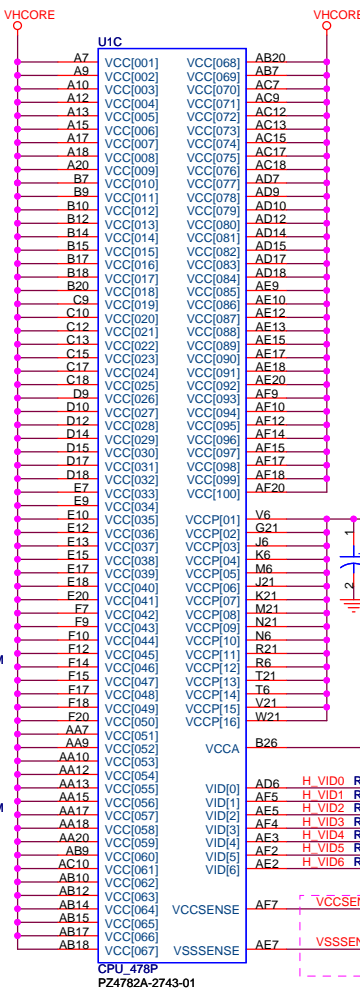 VHCORE VHCORE
U1C
A7 VCC[001] VCC[068] AB20
A9 VCC[002] VCC[069] AB7
A10 VCC[003] VCC[070] AC7
A12 VCC[004] VCC[071] AC9
A13 VCC[005] VCC[072] AC12
A15 VCC[006] VCC[073] AC13
A17 VCC[007] VCC[074] AC15
A18 VCC[008] VCC[075] AC17
A20 VCC[009] VCC[076] AC18
B7 VCC[010] VCC[077] AD7
B9 VCC[011] VCC[078] AD9
B10 VCC[012] VCC[079] AD10
B12 VCC[013] VCC[080] AD12
B14 VCC[014] VCC[081] AD14
B15 VCC[015] VCC[082] AD15
B17 VCC[016] VCC[083] AD17
B18 VCC[017] VCC[084] AD18
B20 VCC[018] VCC[085] AE9
C9 VCC[019] VCC[086] AE10
C10 VCC[020] VCC[087] AE12
C12 VCC[021] VCC[088] AE13
C13 VCC[022] VCC[089] AE15
C15 VCC[023] VCC[090] AE17
C17 VCC[024] VCC[091] AE18
C18 VCC[025] VCC[092] AE20
D9 VCC[026] VCC[093] AF9
D10 VCC[027] VCC[094] AF10
D12 VCC[028] VCC[095] AF12
D14 VCC[029] VCC[096] AF14
D15 VCC[030] VCC[097] AF15
D17 VCC[031] VCC[098] AF17
D18 VCC[032] VCC[099] AF18
E7 VCC[033] VCC[100] AF20
E9 VCC[034]
E10 VCC[035] VCCP[01] V6
E12 VCC[036] VCCP[02] G21
E13 VCC[037] VCCP[03] J6
E15 VCC[038] VCCP[04] K6
E17 VCC[039] VCCP[05] M6
E18 VCC[040] VCCP[06] J21
E20 VCC[041] VCCP[07] K21
F7 VCC[042] VCCP[08] M21
F9 VCC[043] VCCP[09] N21
F10 VCC[044] VCCP[10] N6
F12 VCC[045] VCCP[11] R21
F14 VCC[046] VCCP[12] R6
F15 VCC[047] VCCP[13] T21
F17 VCC[048] VCCP[14] T6
F18 VCC[049] VCCP[15] V21
F20 VCC[050] VCCP[16] W21
AA7 VCC[051]
AA9 VCC[052] VCCA B26
AA10 VCC[053]
AA12 VCC[054]
AA13 VCC[055] VID[0] AD6 H_VID0 R
AA15 VCC[056] VID[1] AF5 H_VID1 R
AA17 VCC[057] VID[2] AE5 H_VID2 R
AA18 VCC[058] VID[3] AF4 H_VID3 R
AA20 VCC[059] VID[4] AE3 H_VID4 R
AB9 VCC[060] VID[5] AF2 H_VID5 R
AC10 VCC[061] VID[6] AE2 H_VID6 R
AB10 VCC[062]
AB12 VCC[063]
AB14 VCC[064] VCCSENSE AF7 VCCSEN
AB15 VCC[065]
AB17 VCC[066]
AB18 VCC[067] VSSSENSE AE7 VSSSEN
CPU_478P
PZ4782A-2743-01
1
2
M
M